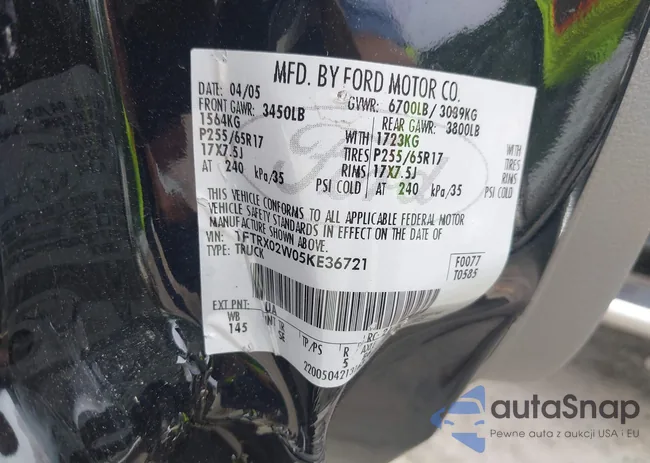 MFD. BY FORD MOTOR CO.
DATE: 04/05 GVWR: 6700LB / 3039KG
FRONT GAWR: 3450LB REAR GAWR: 3800LB
1564KG WITH 1723KG WITH
P255/65R17 TIRES P255/65R17 TIRES
17X7.5J RIMS 17X7.5J RIMS
AT 240 kPa/35 PSI COLD AT 240 kPa/35 PSI COLD
THIS VEHICLE CONFORMS TO ALL APPLICABLE FEDERAL MOTOR
VEHICLE SAFETY STANDARDS IN EFFECT ON THE DATE OF
MANUFACTURE SHOWN ABOVE.
VIN: 1FTRX02W05KE36721
TYPE: TRUCK
F0077
T0585
EXT PNT: UA
WB INT TR TP/PS R
145 5
autaSnap
Pewne auta z aukcji USA i EU